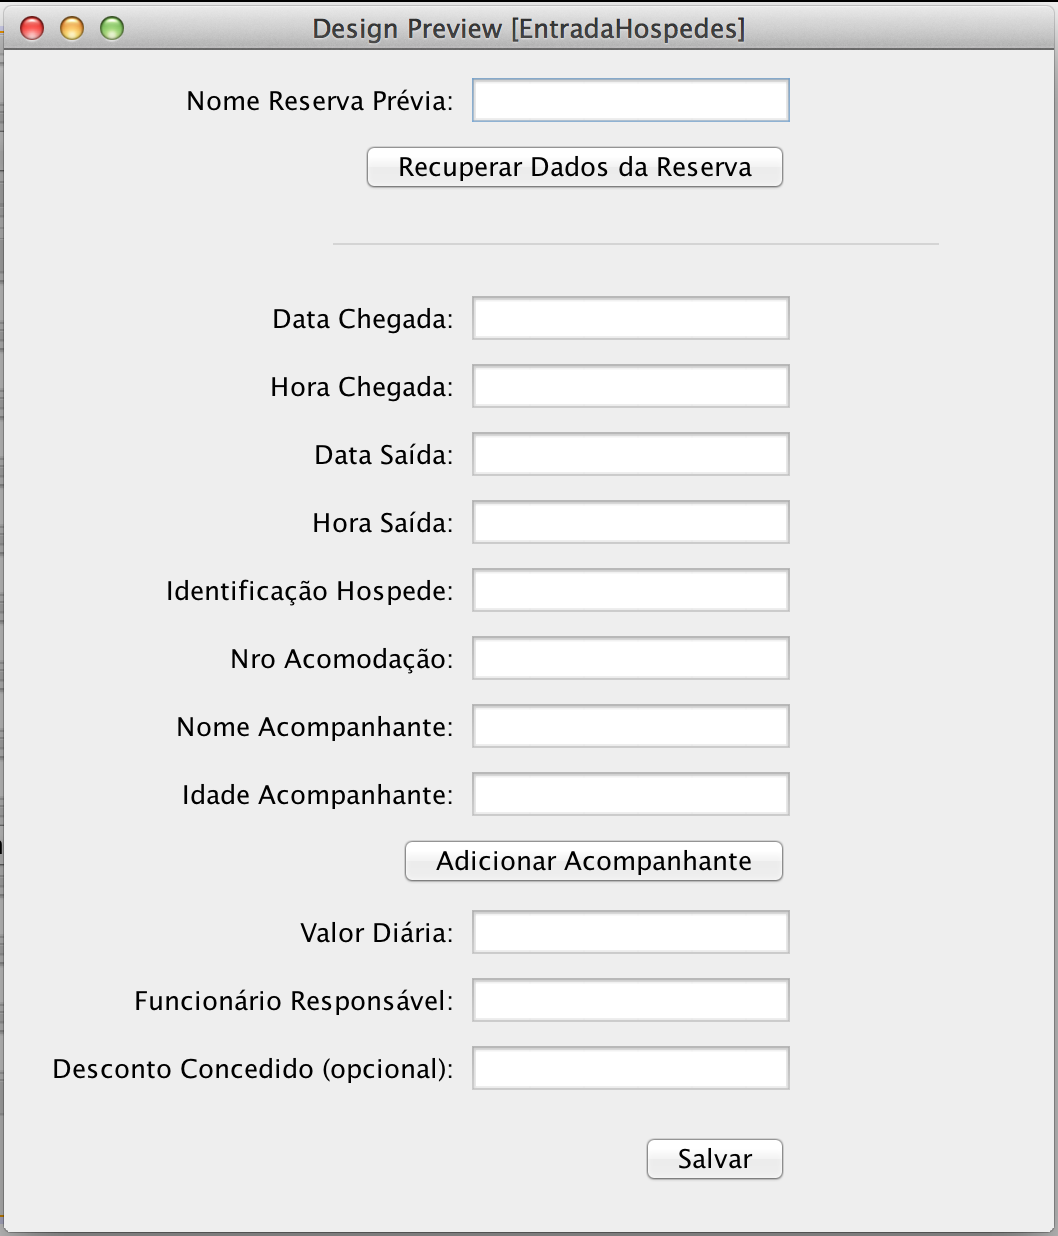 Design Preview [EntradaHospedes]
Nome Reserva Prévia:
Recuperar Dados da Reserva
Data Chegada:
Hora Chegada:
Data Saída:
Hora Saída:
Identificação Hospede:
Nro Acomodação:
Nome Acompanhante:
Idade Acompanhante:
Adicionar Acompanhante
Valor Diária:
Funcionário Responsável:
Desconto Concedido (opcional):
Salvar